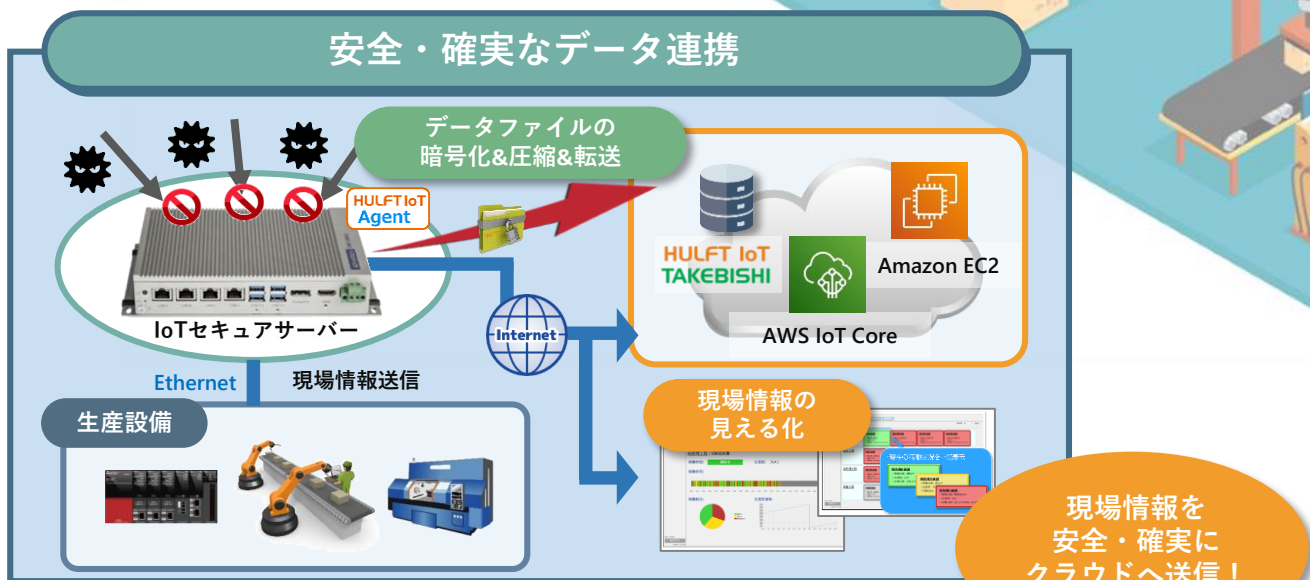 安全・確実なデータ連携
データファイルの
暗号化&圧縮&転送
HULFT IoT
Agent
IoTセキュアサーバー
HULFT IoT
TAKEBISHI
Amazon EC2
AWS IoT Core
Internet
Ethernet
現場情報送信
生産設備
現場情報の
見える化
現場情報を
安全・確実に
クラウドへ送信！